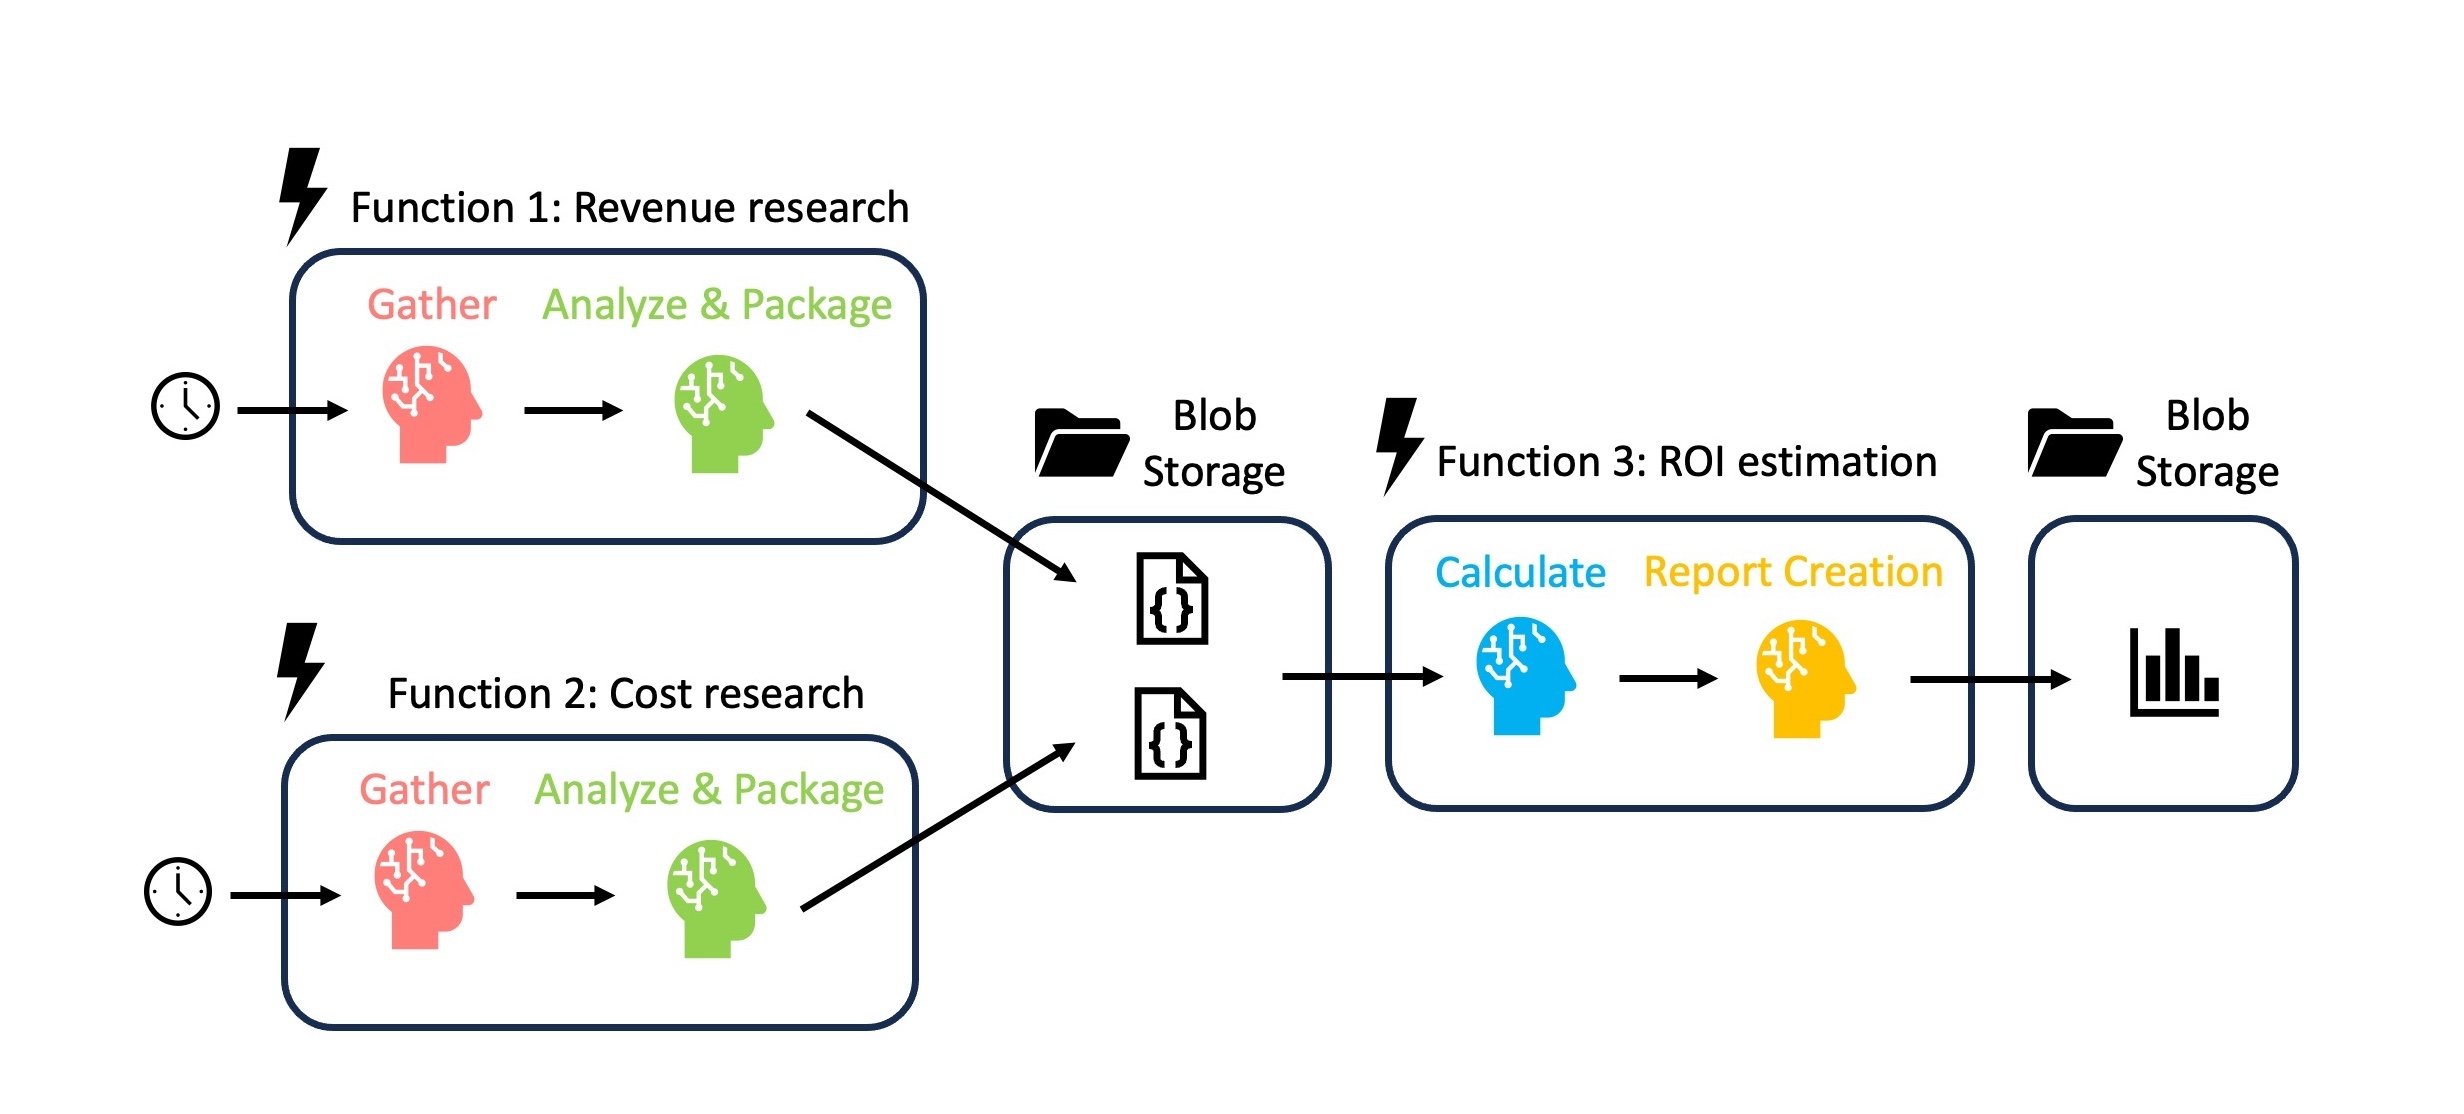 Function 1: Revenue research
Gather
Analyze & Package
Function 2: Cost research
Gather
Analyze & Package
Blob
Storage
{}
{}
Function 3: ROI estimation
Calculate
Report Creation
Blob
Storage